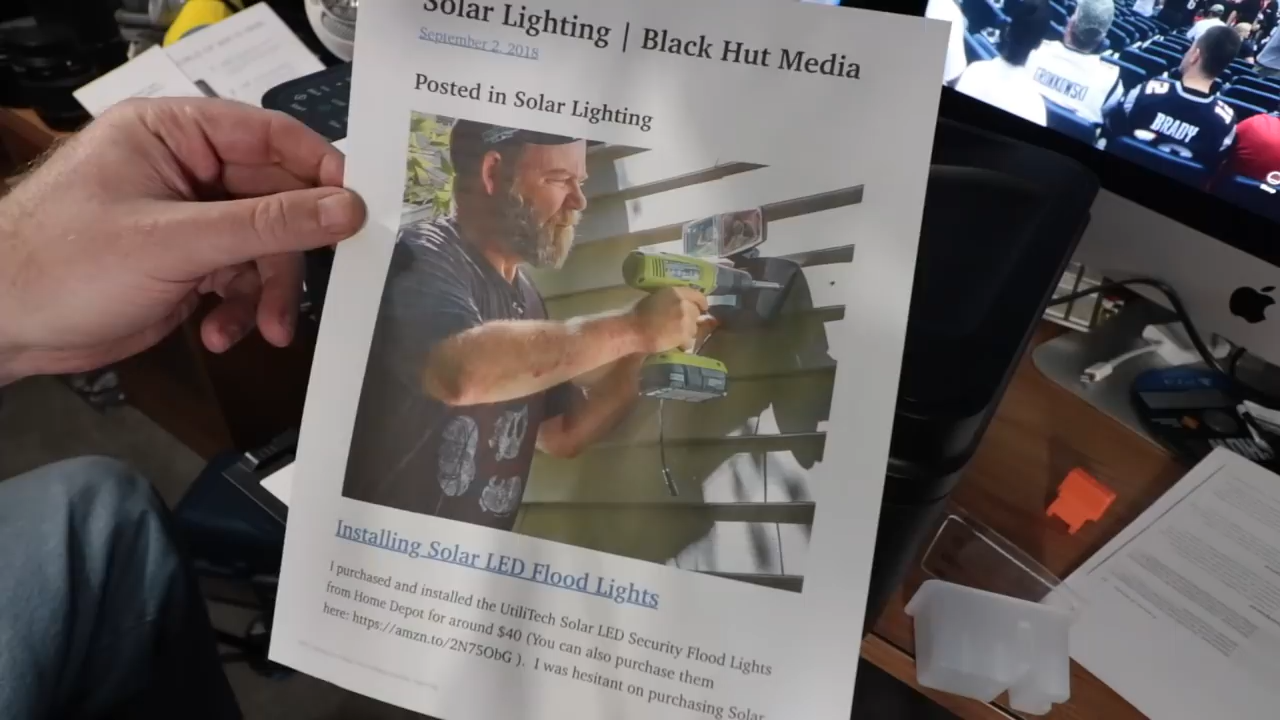 Solar Lighting | Black Hut Media
September 2, 2018
Posted in Solar Lighting
Installing Solar LED Flood Lights
I purchased and installed the UtiliTech Solar LED Security Flood Lights
from Home Depot for around $40 (You can also purchase them
here: https://amzn.to/2N75ObG ). I was hesitant on purchasing Solar
GRONKOWSKI
BRADY
12